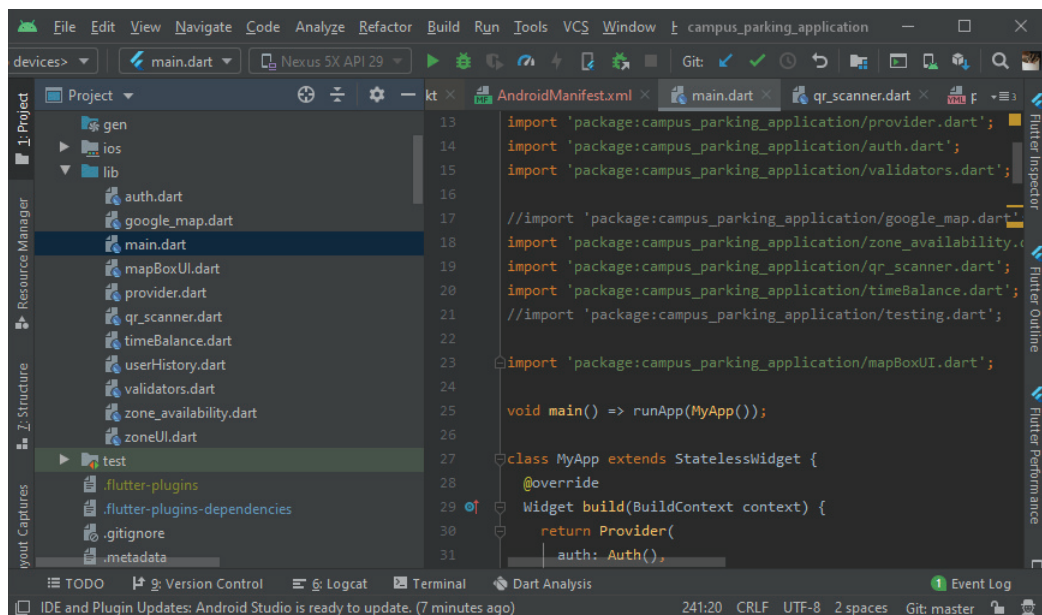 File Edit View Navigate Code Analyze Refactor Build Run Tools VCS Window campus_parking_application
devices> main.dart Nexus 5X API 29 Git:
1: Project
Resource Manager
Z: Structure
Layout Captures
Project
gen
ios
lib
auth.dart
google_map.dart
main.dart
mapBoxUI.dart
provider.dart
qr_scanner.dart
timeBalance.dart
userHistory.dart
validators.dart
zone_availability.dart
zoneUI.dart
test
.flutter-plugins
.flutter-plugins-dependencies
.gitignore
.metadata
kt AndroidManifest.xml main.dart qr_scanner.dart
13 import 'package:campus_parking_application/provider.dart';
14 import 'package:campus_parking_application/auth.dart';
15 import 'package:campus_parking_application/validators.dart';
16
17 //import 'package:campus_parking_application/google_map.dart'
18 import 'package:campus_parking_application/zone_availability.
19 import 'package:campus_parking_application/qr_scanner.dart';
20 import 'package:campus_parking_application/timeBalance.dart';
21 //import 'package:campus_parking_application/testing.dart';
22
23 import 'package:campus_parking_application/mapBoxUI.dart';
24
25 void main() => runApp(MyApp());
26
27 class MyApp extends StatelessWidget {
28 @override
29 Widget build(BuildContext context) {
30 return Provider(
31 auth: Auth(),
Flutter Inspector
Flutter Outline
Flutter Performance
TODO 9: Version Control 6: Logcat Terminal Dart Analysis 1 Event Log
IDE and Plugin Updates: Android Studio is ready to update. (7 minutes ago) 241:20 CRLF UTF-8 2 spaces Git: master